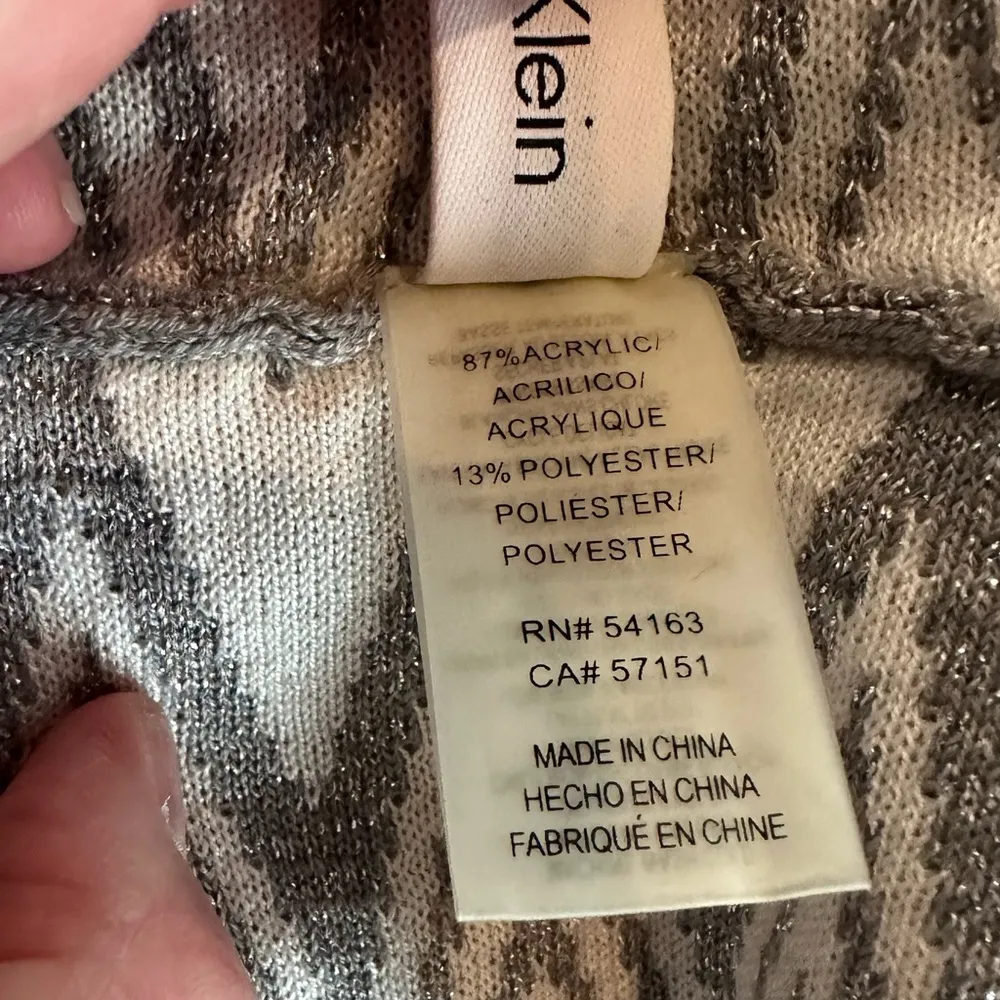 Klein
87%ACRYLIC/
ACRILICO/
ACRYLIQUE
13% POLYESTER/
POLIESTER/
POLYESTER
RN# 54163
CA# 57151
MADE IN CHINA
HECHO EN CHINA
FABRIQUÉ EN CHINE